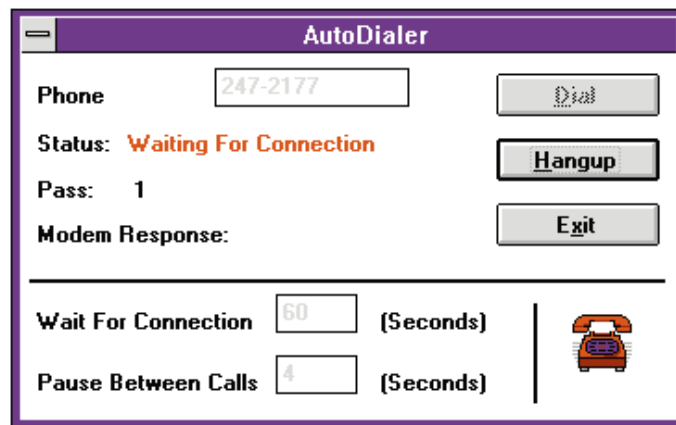 AutoDialer
Phone 247-2177 Dial
Status: Waiting For Connection Hangup
Pass: 1
Modem Response: Exit
Wait For Connection 60 (Seconds)
Pause Between Calls 4 (Seconds)